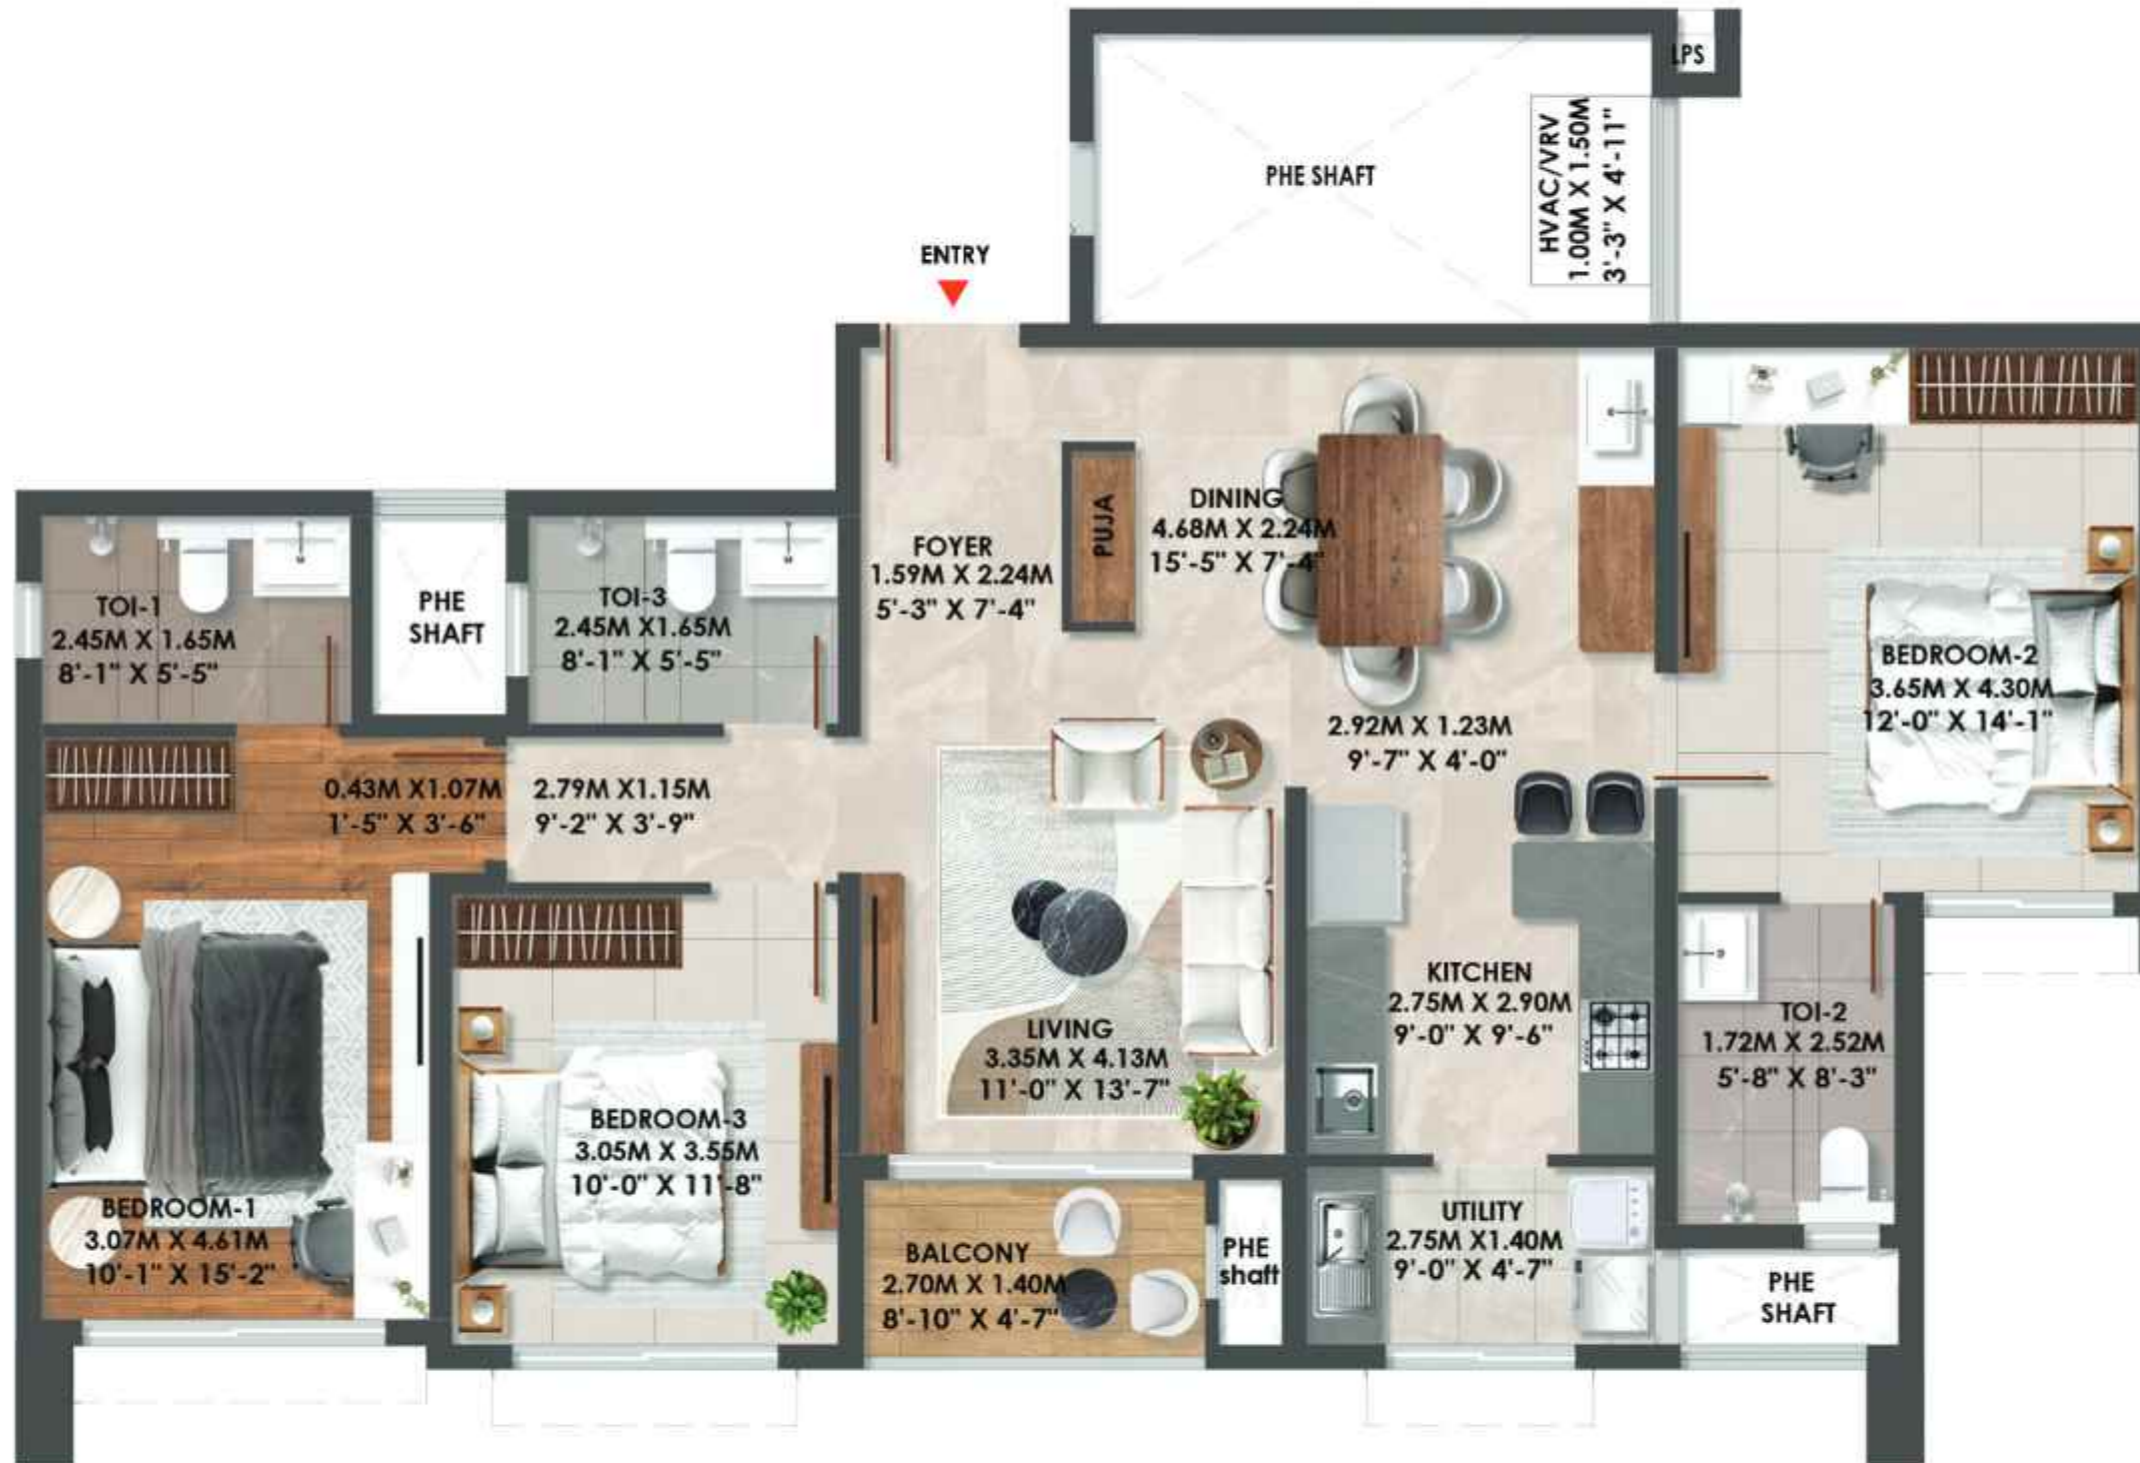 LPS
PHE SHAFT
HVAC/VRV
1.00M X 1.50M
3'-3" X 4'-11"
ENTRY
FOYER
1.59M X 2.24M
5'-3" X 7'-4"
PUJA
DINING
4.68M X 2.24M
15'-5" X 7'-4"
TOI-1
2.45M X 1.65M
8'-1" X 5'-5"
PHE
SHAFT
TOI-3
2.45M X1.65M
8'-1" X 5'-5"
BEDROOM-2
3.65M X 4.30M
12'-0" X 14'-1"
2.92M X 1.23M
9'-7" X 4'-0"
0.43M X1.07M
1'-5" X 3'-6"
2.79M X1.15M
9'-2" X 3'-9"
KITCHEN
2.75M X 2.90M
9'-0" X 9'-6"
TOI-2
1.72M X 2.52M
5'-8" X 8'-3"
LIVING
3.35M X 4.13M
11'-0" X 13'-7"
BEDROOM-3
3.05M X 3.55M
10'-0" X 11'-8"
BEDROOM-1
3.07M X 4.61M
10'-1" X 15'-2"
BALCONY
2.70M X 1.40M
8'-10" X 4'-7"
PHE
shaft
UTILITY
2.75M X1.40M
9'-0" X 4'-7"
PHE
SHAFT